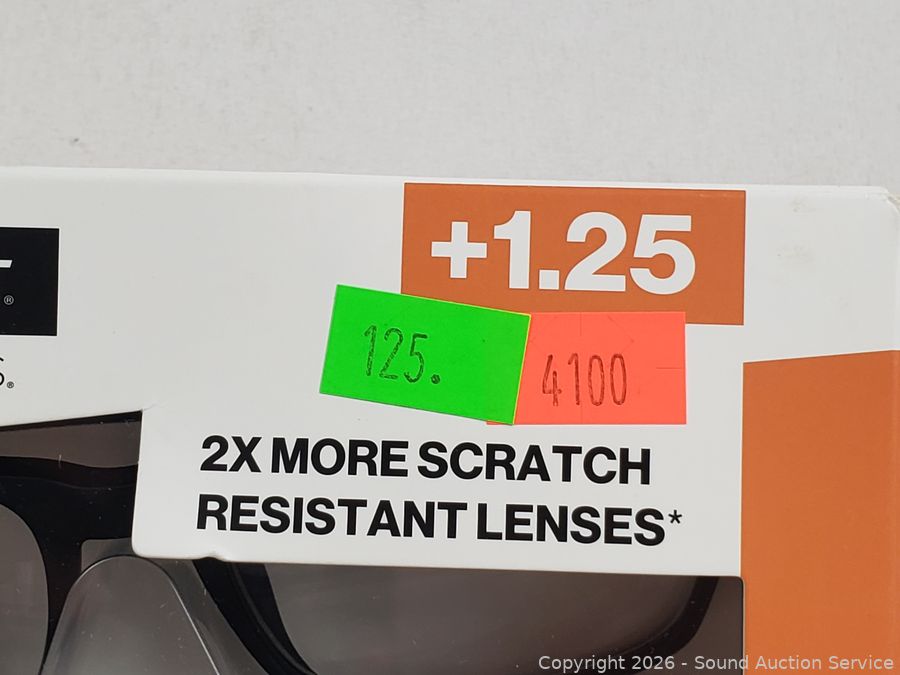 +1.25
125.
4100
2X MORE SCRATCH
RESISTANT LENSES*
Copyright 2026 - Sound Auction Service